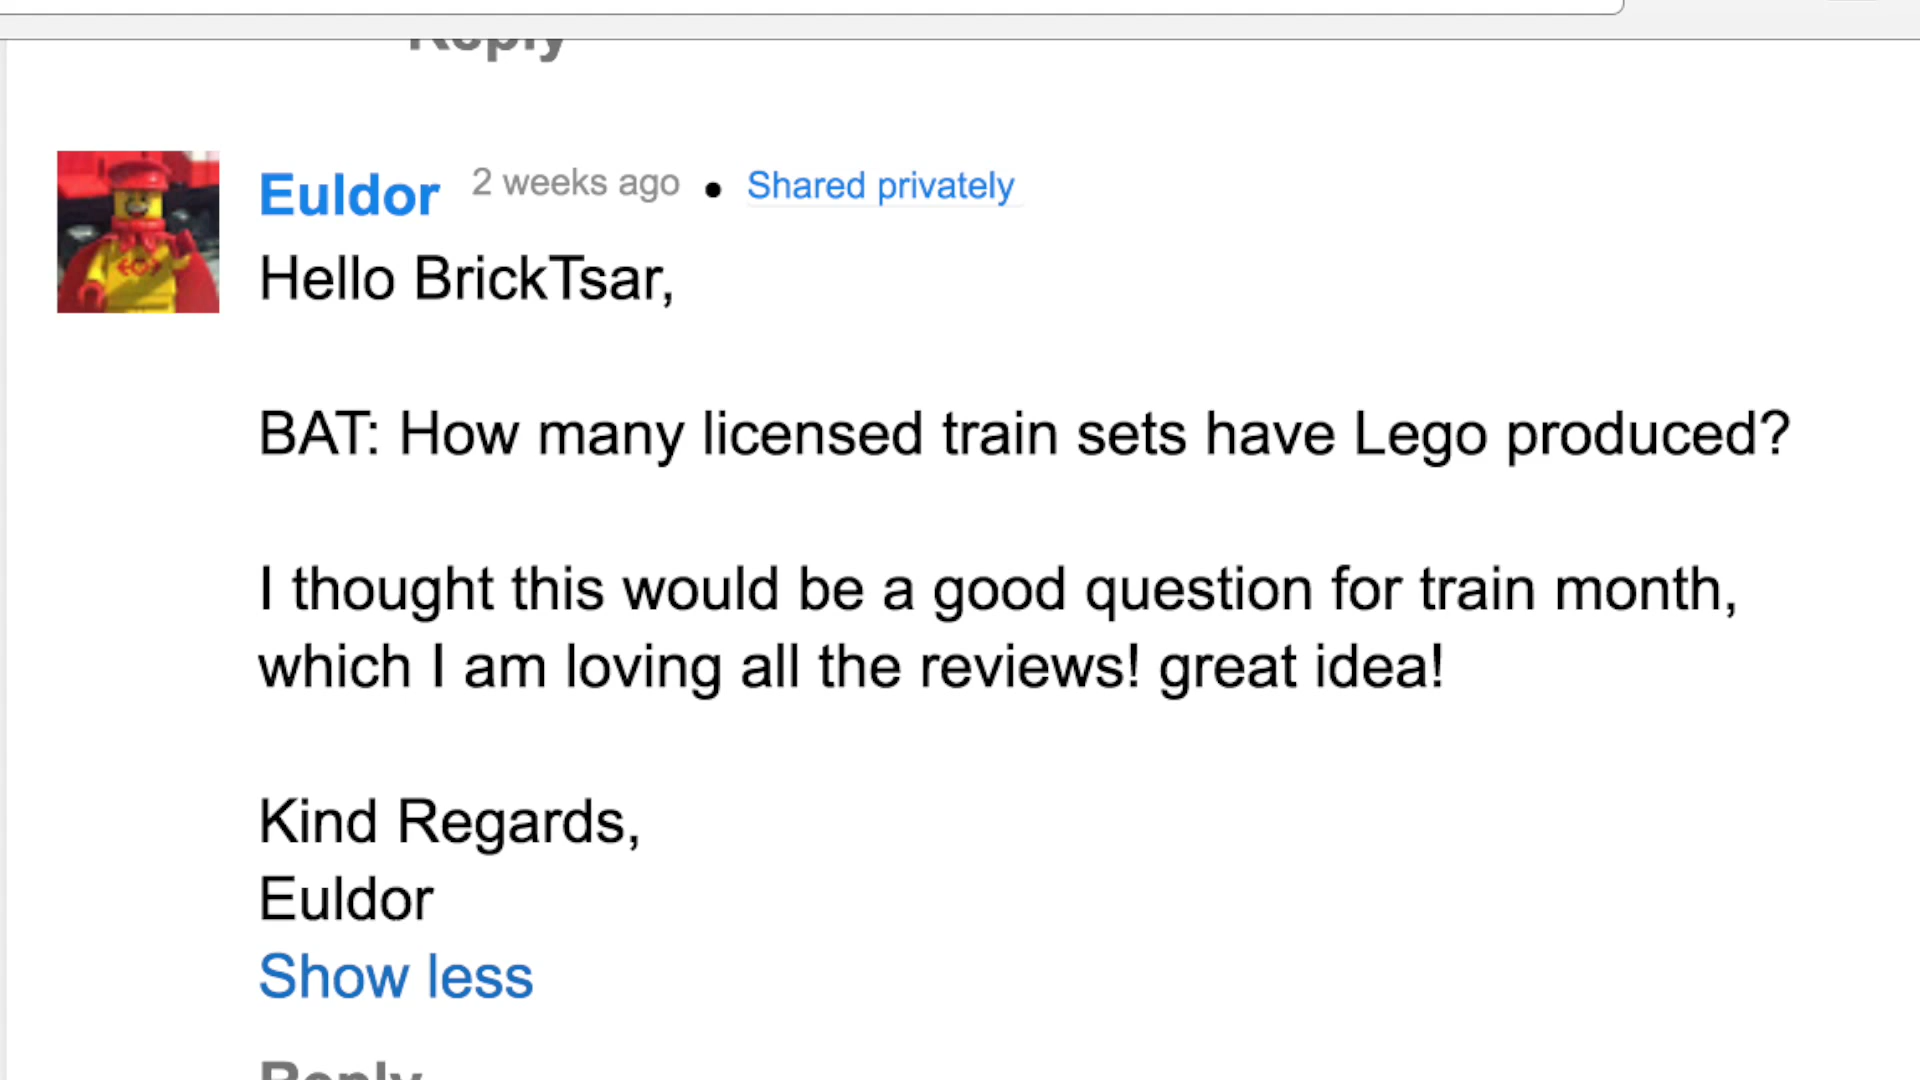 Reply
Euldor 2 weeks ago • Shared privately
Hello BrickTsar,
BAT: How many licensed train sets have Lego produced?
I thought this would be a good question for train month,
which I am loving all the reviews! great idea!
Kind Regards,
Euldor
Show less
Reply